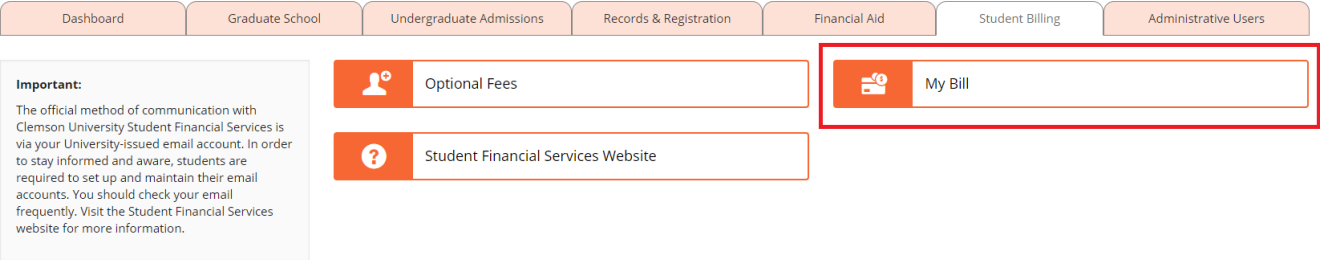 Dashboard
Graduate School
Undergraduate Admissions
Records & Registration
Financial Aid
Student Billing
Administrative Users
Important:
The official method of communication with
Clemson University Student Financial Services is
via your University-issued email account. In order
to stay informed and aware, students are
required to set up and maintain their email
accounts. You should check your email
frequently. Visit the Student Financial Services
website for more information.
Optional Fees
My Bill
Student Financial Services Website